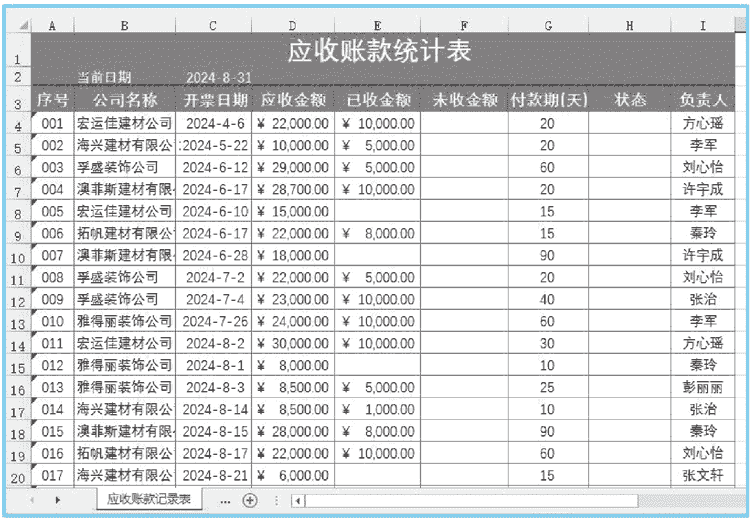 A B C D E F G H I
1 应收账款统计表
2 当前日期 2024-8-31
3 序号 公司名称 开票日期 应收金额 已收金额 未收金额 付款期(天) 状态 负责人
4 001 宏运佳建材公司 2024-4-6 ¥ 22,000.00 ¥ 10,000.00 20 方心瑶
5 002 海兴建材有限公 2024-5-22 ¥ 10,000.00 ¥ 5,000.00 20 李军
6 003 孚盛装饰公司 2024-6-12 ¥ 29,000.00 ¥ 5,000.00 60 刘心怡
7 004 澳菲斯建材有限 2024-6-17 ¥ 28,700.00 ¥ 10,000.00 20 许宇成
8 005 宏运佳建材公司 2024-6-10 ¥ 15,000.00 15 李军
9 006 拓帆建材有限公 2024-6-17 ¥ 22,000.00 ¥ 8,000.00 15 秦玲
10 007 澳菲斯建材有限 2024-6-28 ¥ 18,000.00 90 许宇成
11 008 孚盛装饰公司 2024-7-2 ¥ 22,000.00 ¥ 5,000.00 20 刘心怡
12 009 孚盛装饰公司 2024-7-4 ¥ 23,000.00 ¥ 10,000.00 40 张治
13 010 雅得丽装饰公司 2024-7-26 ¥ 24,000.00 ¥ 10,000.00 60 李军
14 011 宏运佳建材公司 2024-8-2 ¥ 30,000.00 ¥ 10,000.00 30 方心瑶
15 012 雅得丽装饰公司 2024-8-1 ¥ 8,000.00 10 秦玲
16 013 雅得丽装饰公司 2024-8-3 ¥ 8,500.00 ¥ 5,000.00 25 彭丽丽
17 014 海兴建材有限公 2024-8-14 ¥ 8,500.00 ¥ 1,000.00 10 张治
18 015 澳菲斯建材有限 2024-8-15 ¥ 28,000.00 ¥ 8,000.00 90 秦玲
19 016 拓帆建材有限公 2024-8-17 ¥ 22,000.00 ¥ 10,000.00 60 刘心怡
20 017 海兴建材有限公 2024-8-21 ¥ 6,000.00 15 张文轩
应收账款记录表 ...